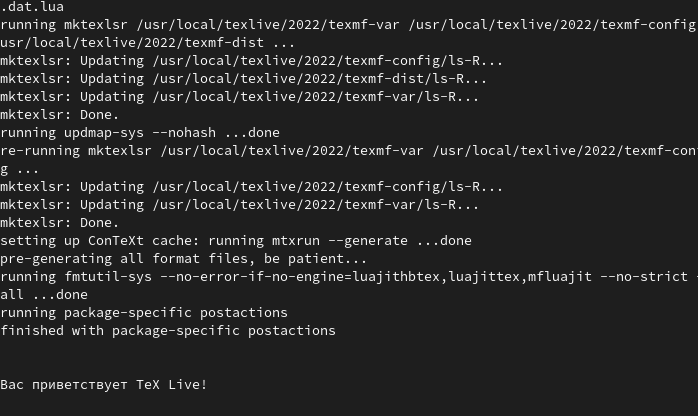 .dat.lua
running mktexlsr /usr/local/texlive/2022/texmf-var /usr/local/texlive/2022/texmf-config
usr/local/texlive/2022/texmf-dist ...
mktexlsr: Updating /usr/local/texlive/2022/texmf-config/ls-R...
mktexlsr: Updating /usr/local/texlive/2022/texmf-dist/ls-R...
mktexlsr: Updating /usr/local/texlive/2022/texmf-var/ls-R...
mktexlsr: Done.
running updmap-sys --nohash ...done
re-running mktexlsr /usr/local/texlive/2022/texmf-var /usr/local/texlive/2022/texmf-con
g ...
mktexlsr: Updating /usr/local/texlive/2022/texmf-config/ls-R...
mktexlsr: Updating /usr/local/texlive/2022/texmf-var/ls-R...
mktexlsr: Done.
setting up ConTeXt cache: running mtxrun --generate ...done
pre-generating all format files, be patient...
running fmtutil-sys --no-error-if-no-engine=luajithbtex,luajittex,mfluajit --no-strict -
all ...done
running package-specific postactions
finished with package-specific postactions
Вас приветствует TeX Live!